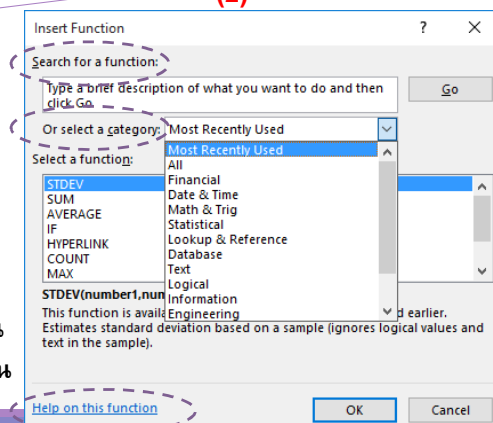 (2)
Insert Function
?
Search for a function:
Type a brief description of what you want to do and then
click Go
Go
Or select a category:
Most Recently Used
Most Recently Used
All
Financial
Date & Time
Math & Trig
Statistical
Lookup & Reference
Database
Text
Logical
Information
Engineering
Select a function:
STDEV
SUM
AVERAGE
IF
HYPERLINK
COUNT
MAX
STDEV(number1,num
This function is availa
d earlier.
Estimates standard deviation based on a sample (ignores logical values and
text in the sample).
Help on this function
OK
Cancel